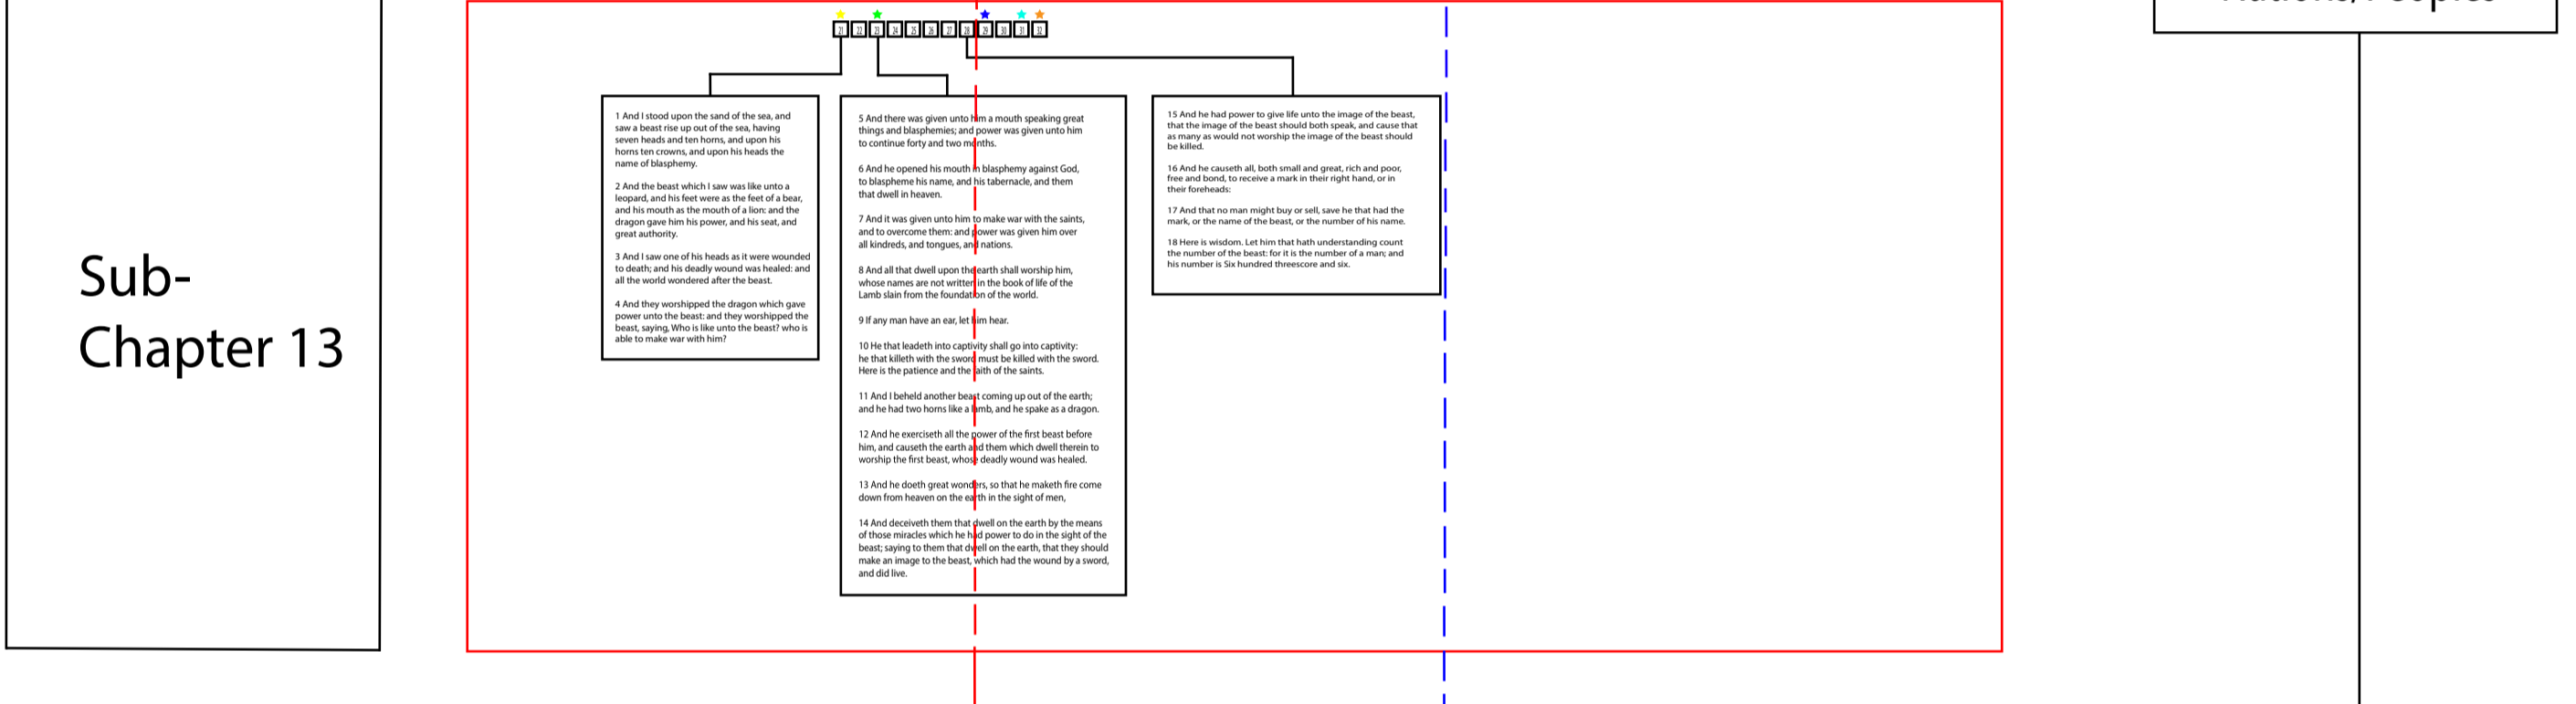 Nations/Peoples
21 22 23 24 25 26 27 28 29 30 31 32
Sub-
Chapter 13
1 And I stood upon the sand of the sea, and
saw a beast rise up out of the sea, having
seven heads and ten horns, and upon his
horns ten crowns, and upon his heads the
name of blasphemy.
2 And the beast which I saw was like unto a
leopard, and his feet were as the feet of a bear,
and his mouth as the mouth of a lion: and the
dragon gave him his power, and his seat, and
great authority.
3 And I saw one of his heads as it were wounded
to death; and his deadly wound was healed: and
all the world wondered after the beast.
4 And they worshipped the dragon which gave
power unto the beast: and they worshipped the
beast, saying, Who is like unto the beast? who is
able to make war with him?
5 And there was given unto him a mouth speaking great
things and blasphemies; and power was given unto him
to continue forty and two months.
6 And he opened his mouth in blasphemy against God,
to blaspheme his name, and his tabernacle, and them
that dwell in heaven.
7 And it was given unto him to make war with the saints,
and to overcome them: and power was given him over
all kindreds, and tongues, and nations.
8 And all that dwell upon the earth shall worship him,
whose names are not written in the book of life of the
Lamb slain from the foundation of the world.
9 If any man have an ear, let him hear.
10 He that leadeth into captivity shall go into captivity:
he that killeth with the sword must be killed with the sword.
Here is the patience and the faith of the saints.
11 And I beheld another beast coming up out of the earth;
and he had two horns like a lamb, and he spake as a dragon.
12 And he exerciseth all the power of the first beast before
him, and causeth the earth and them which dwell therein to
worship the first beast, whose deadly wound was healed.
13 And he doeth great wonders, so that he maketh fire come
down from heaven on the earth in the sight of men,
14 And deceiveth them that dwell on the earth by the means
of those miracles which he had power to do in the sight of the
beast; saying to them that dwell on the earth, that they should
make an image to the beast, which had the wound by a sword,
and did live.
15 And he had power to give life unto the image of the beast,
that the image of the beast should both speak, and cause that
as many as would not worship the image of the beast should
be killed.
16 And he causeth all, both small and great, rich and poor,
free and bond, to receive a mark in their right hand, or in
their foreheads:
17 And that no man might buy or sell, save he that had the
mark, or the name of the beast, or the number of his name.
18 Here is wisdom. Let him that hath understanding count
the number of the beast: for it is the number of a man; and
his number is Six hundred threescore and six.